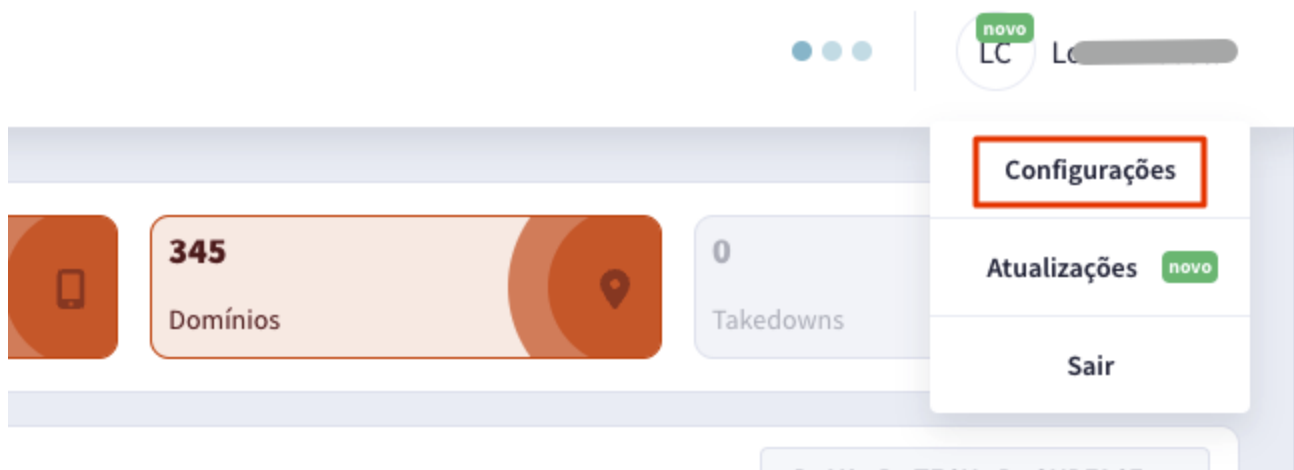 novo
LC
Configurações
345
0
Atualizações novo
Domínios
Takedowns
Sair